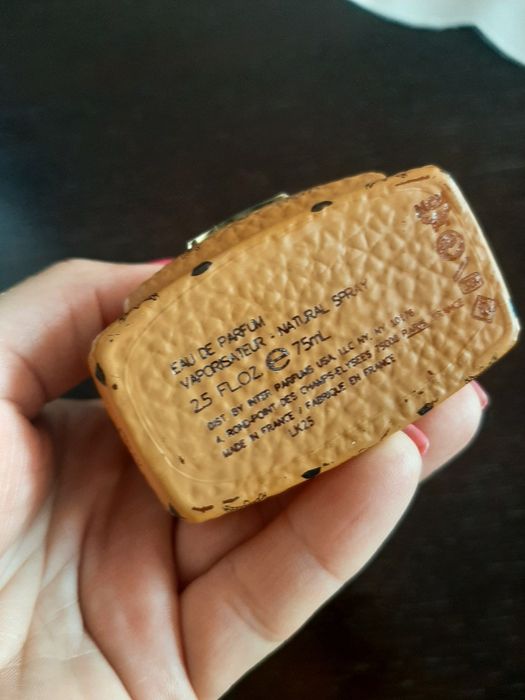 EAU DE PARFUM
VAPORISATEUR - NATURAL SPRAY
2.5 FL.OZ ℮ 75mL
DIST. BY INTER PARFUMS USA, LLC NY, NY 10176
4, ROND-POINT DES CHAMPS-ELYSEES 75008 PARIS FRANCE
MADE IN FRANCE / FABRIQUE EN FRANCE
LK25